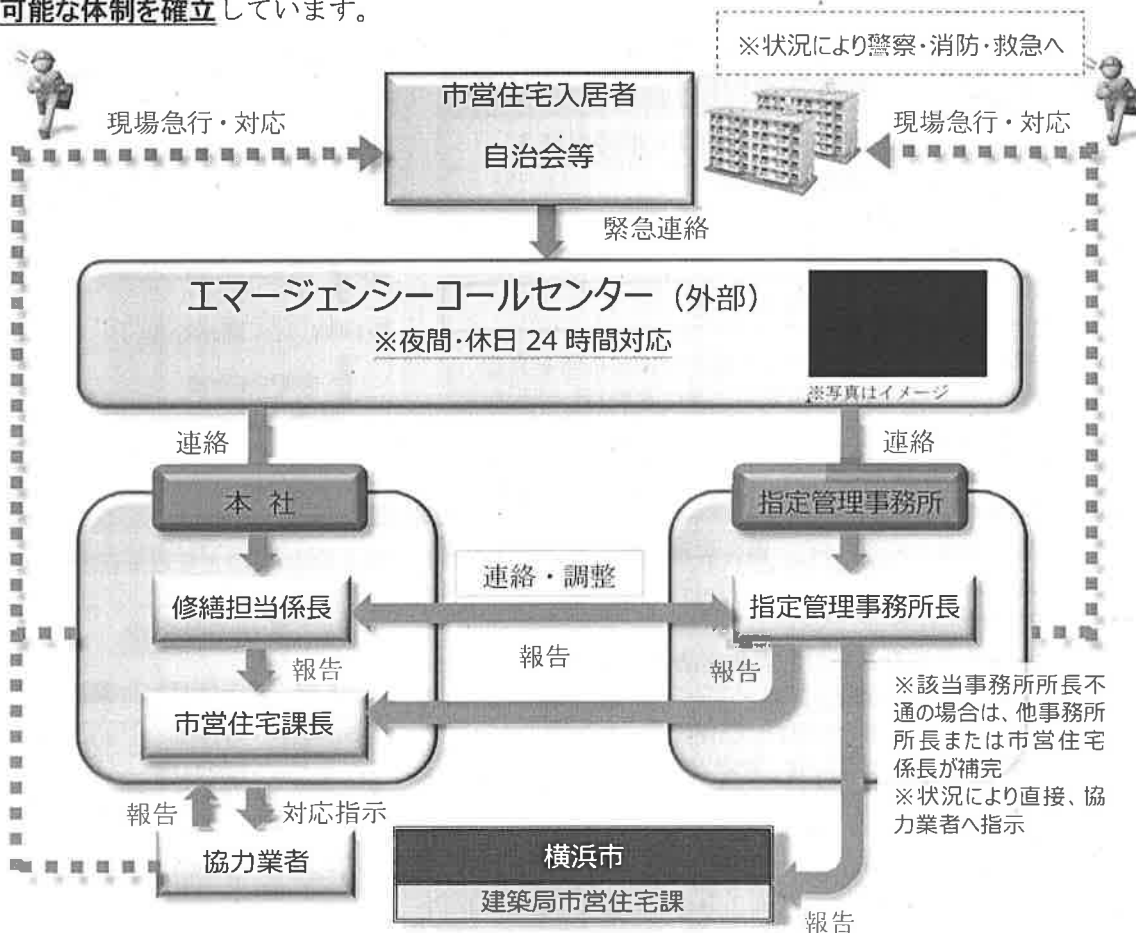 可能な体制を確立しています。
※状況により警察・消防・救急へ
市営住宅入居者
自治会等
現場急行・対応
現場急行・対応
緊急連絡
エマージェンシーコールセンター（外部）
※夜間・休日 24 時間対応
※写真はイメージ
連絡
連絡
本 社
指定管理事務所
連絡・調整
修繕担当係長
指定管理事務所長
報告
報告
報告
市営住宅課長
※該当事務所所長不
通の場合は、他事務所
所長または市営住宅
係長が補完
※状況により直接、協
力業者へ指示
報告
対応指示
協力業者
横浜市
建築局市営住宅課
報告